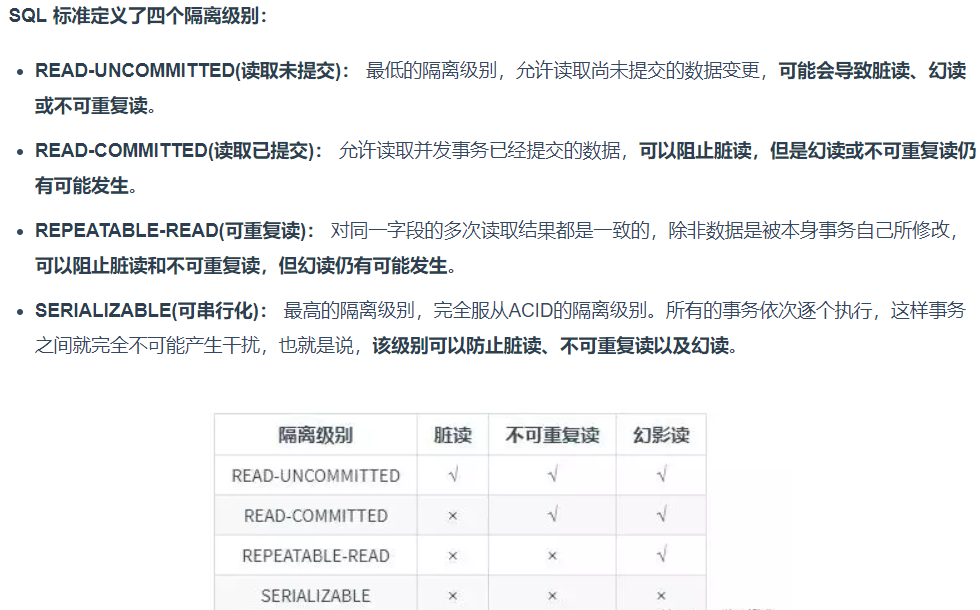 SQL 标准定义了四个隔离级别：
• READ-UNCOMMITTED(读取未提交)： 最低的隔离级别，允许读取尚未提交的数据变更，可能会导致脏读、幻读
或不可重复读。
• READ-COMMITTED(读取已提交)： 允许读取并发事务已经提交的数据，可以阻止脏读，但是幻读或不可重复读仍
有可能发生。
• REPEATABLE-READ(可重复读)： 对同一字段的多次读取结果都是一致的，除非数据是被本身事务自己所修改，
可以阻止脏读和不可重复读，但幻读仍有可能发生。
• SERIALIZABLE(可串行化)： 最高的隔离级别，完全服从ACID的隔离级别。所有的事务依次逐个执行，这样事务
之间就完全不可能产生干扰，也就是说，该级别可以防止脏读、不可重复读以及幻读。
隔离级别 脏读 不可重复读 幻影读
READ-UNCOMMITTED √ √ √
READ-COMMITTED × √ √
REPEATABLE-READ × × √
SERIALIZABLE × × ×